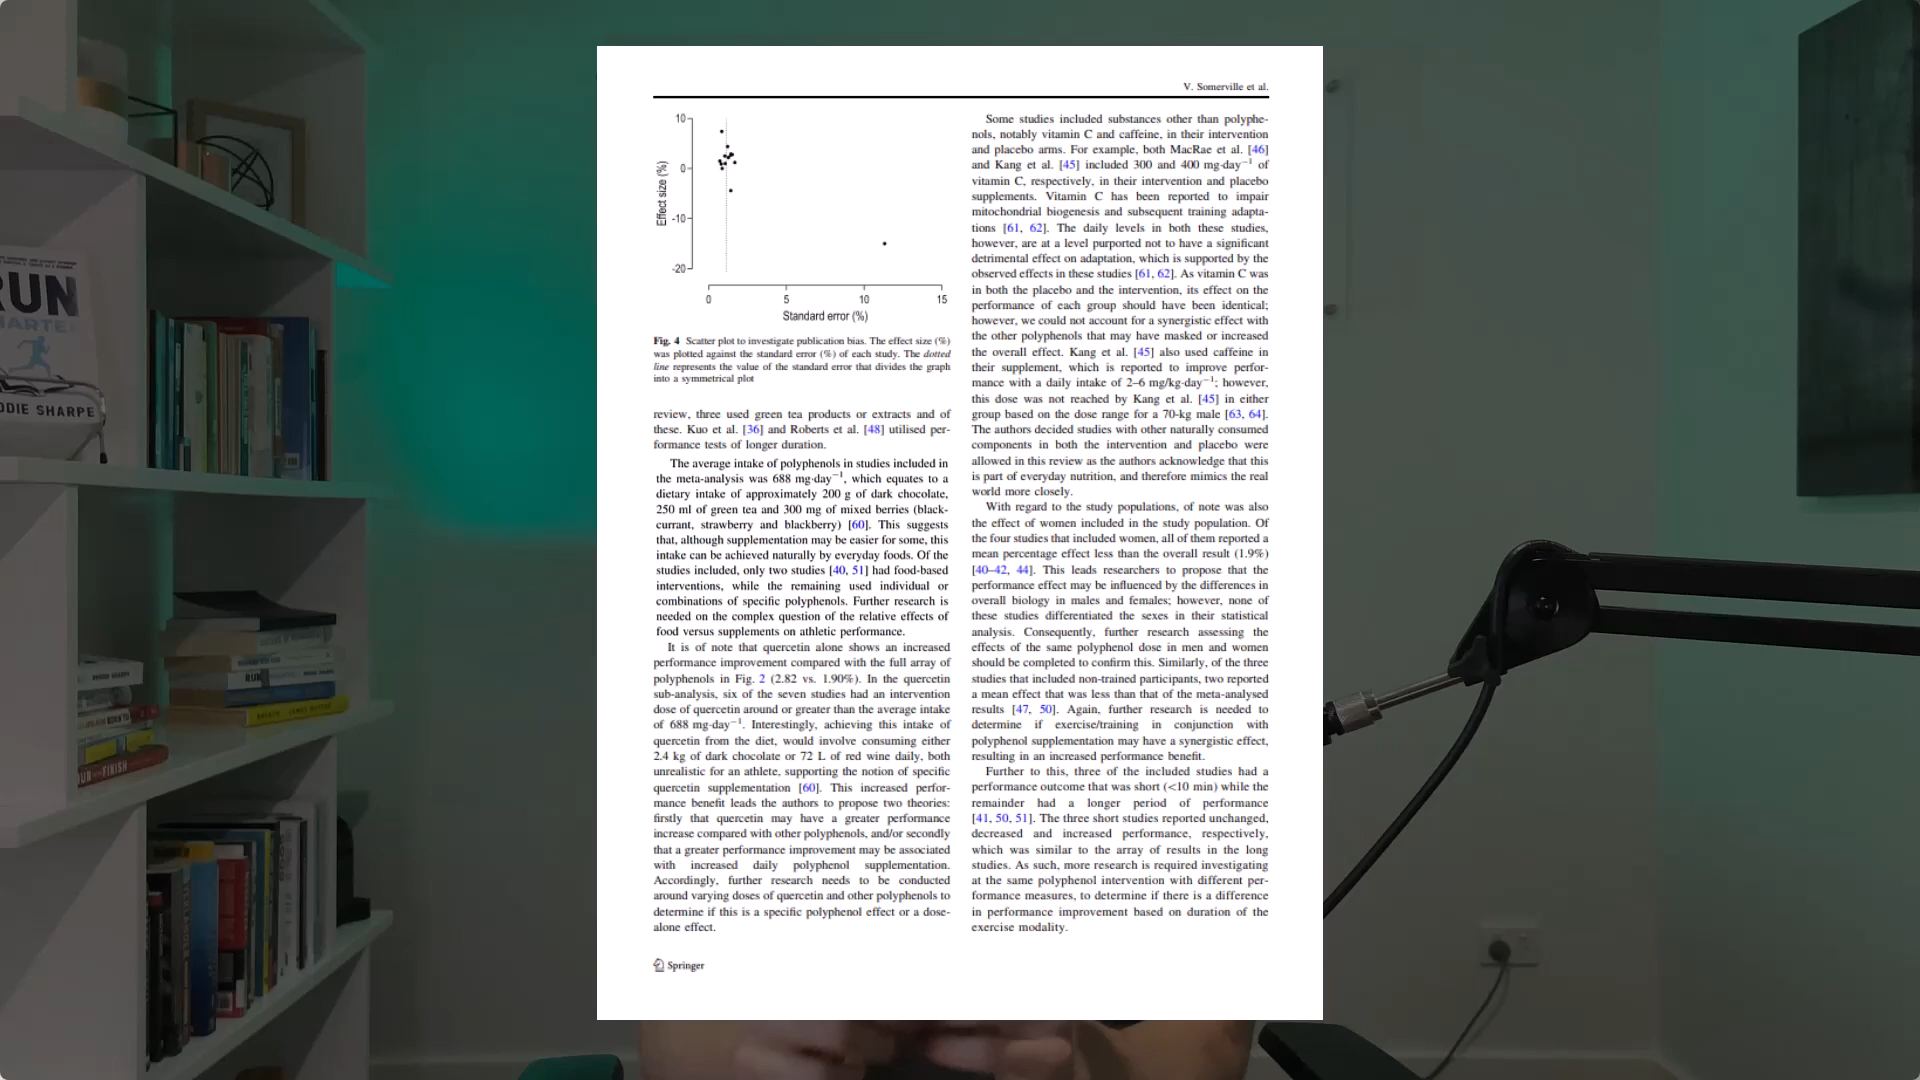 V. Somerville et al.
10
0
-10
-20
Effect size (%)
0 5 10 15
Standard error (%)
Fig. 4 Scatter plot to investigate publication bias. The effect size (%)
was plotted against the standard error (%) of each study. The dotted
line represents the value of the standard error that divides the graph
into a symmetrical plot
review, three used green tea products or extracts and of
these. Kuo et al. [36] and Roberts et al. [48] utilised per-
formance tests of longer duration.
The average intake of polyphenols in studies included in
the meta-analysis was 688 mg·day⁻¹, which equates to a
dietary intake of approximately 200 g of dark chocolate,
250 ml of green tea and 300 mg of mixed berries (black-
currant, strawberry and blackberry) [60]. This suggests
that, although supplementation may be easier for some, this
intake can be achieved naturally by everyday foods. Of the
studies included, only two studies [40, 51] had food-based
interventions, while the remaining used individual or
combinations of specific polyphenols. Further research is
needed on the complex question of the relative effects of
food versus supplements on athletic performance.
It is of note that quercetin alone shows an increased
performance improvement compared with the full array of
polyphenols in Fig. 2 (2.82 vs. 1.90%). In the quercetin
sub-analysis, six of the seven studies had an intervention
dose of quercetin around or greater than the average intake
of 688 mg·day⁻¹. Interestingly, achieving this intake of
quercetin from the diet, would involve consuming either
2.4 kg of dark chocolate or 72 L of red wine daily, both
unrealistic for an athlete, supporting the notion of specific
quercetin supplementation [60]. This increased perfor-
mance benefit leads the authors to propose two theories:
firstly that quercetin may have a greater performance
increase compared with other polyphenols, and/or secondly
that a greater performance improvement may be associated
with increased daily polyphenol supplementation.
Accordingly, further research needs to be conducted
around varying doses of quercetin and other polyphenols to
determine if this is a specific polyphenol effect or a dose-
alone effect.
Some studies included substances other than polyphe-
nols, notably vitamin C and caffeine, in their intervention
and placebo arms. For example, both MacRae et al. [46]
and Kang et al. [45] included 300 and 400 mg·day⁻¹ of
vitamin C, respectively, in their intervention and placebo
supplements. Vitamin C has been reported to impair
mitochondrial biogenesis and subsequent training adapta-
tions [61, 62]. The daily levels in both these studies,
however, are at a level purported not to have a significant
detrimental effect on adaptation, which is supported by the
observed effects in these studies [61, 62]. As vitamin C was
in both the placebo and the intervention, its effect on the
performance of each group should have been identical;
however, we could not account for a synergistic effect with
the other polyphenols that may have masked or increased
the overall effect. Kang et al. [45] also used caffeine in
their supplement, which is reported to improve perfor-
mance with a daily intake of 2–6 mg/kg·day⁻¹; however,
this dose was not reached by Kang et al. [45] in either
group based on the dose range for a 70-kg male [63, 64].
The authors decided studies with other naturally consumed
components in both the intervention and placebo were
allowed in this review as the authors acknowledge that this
is part of everyday nutrition, and therefore mimics the real
world more closely.
With regard to the study populations, of note was also
the effect of women included in the study population. Of
the four studies that included women, all of them reported a
mean percentage effect less than the overall result (1.9%)
[40–42, 44]. This leads researchers to propose that the
performance effect may be influenced by the differences in
overall biology in males and females; however, none of
these studies differentiated the sexes in their statistical
analysis. Consequently, further research assessing the
effects of the same polyphenol dose in men and women
should be completed to confirm this. Similarly, of the three
studies that included non-trained participants, two reported
a mean effect that was less than that of the meta-analysed
results [47, 50]. Again, further research is needed to
determine if exercise/training in conjunction with
polyphenol supplementation may have a synergistic effect,
resulting in an increased performance benefit.
Further to this, three of the included studies had a
performance outcome that was short (<10 min) while the
remainder had a longer period of performance
[41, 50, 51]. The three short studies reported unchanged,
decreased and increased performance, respectively,
which was similar to the array of results in the long
studies. As such, more research is required investigating
at the same polyphenol intervention with different per-
formance measures, to determine if there is a difference
in performance improvement based on duration of the
exercise modality.
Springer
RUN
SHARPE